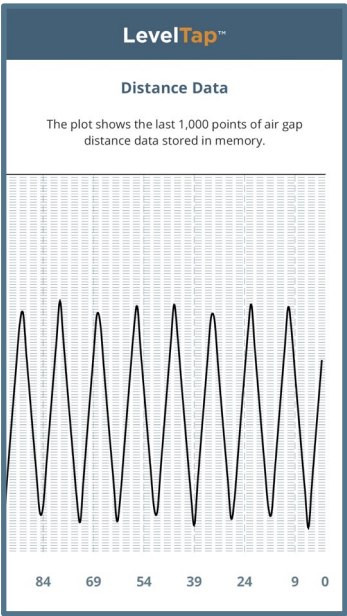 LevelTap™
Distance Data
The plot shows the last 1,000 points of air gap
distance data stored in memory.
84 69 54 39 24 9 0